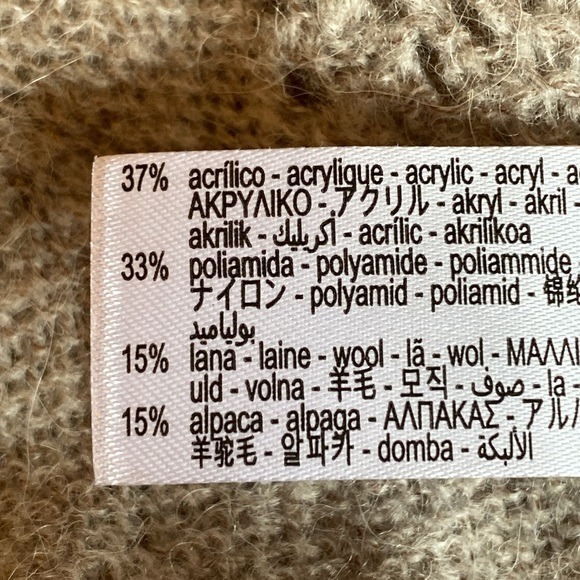 37% acrílico - acrylique - acrylic - acryl -
ΑΚΡΥΛΙΚΟ - アクリル - akryl - akril -
akrilik - أكريليك - acrílic - akrilikoa
33% poliamida - polyamide - poliammide -
ナイロン - polyamid - poliamid -
بولياميد
15% lana - laine - wool - lã - wol -
uld - volna - 羊毛 - 모직 - صوف - la -
15% alpaca - alpaga - ΑΛΠΑΚΑΣ -
羊驼毛 - 알파카 - domba - الألبكة